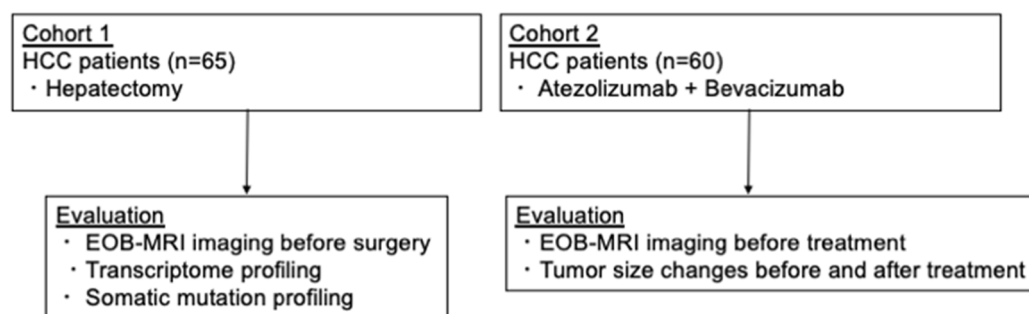 Cohort 1
HCC patients (n=65)
・Hepatectomy
Cohort 2
HCC patients (n=60)
・ Atezolizumab + Bevacizumab
Evaluation
・ EOB-MRI imaging before surgery
・ Transcriptome profiling
・ Somatic mutation profiling
Evaluation
・ EOB-MRI imaging before treatment
・ Tumor size changes before and after treatment